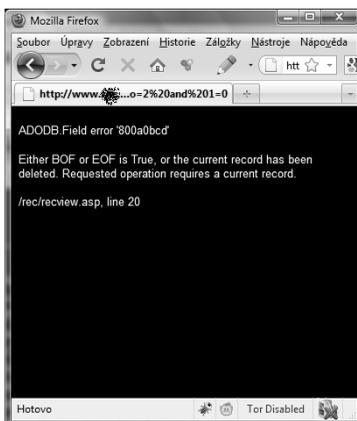 Mozilla Firefox
Soubor Úpravy Zobrazení Historie Záložky Nástroje Nápověda
htt
http://www. ...o=2%20and%201=0
ADODB.Field error '800a0bcd'
Either BOF or EOF is True, or the current record has been
deleted. Requested operation requires a current record.
/rec/recview.asp, line 20
Hotovo Tor Disabled